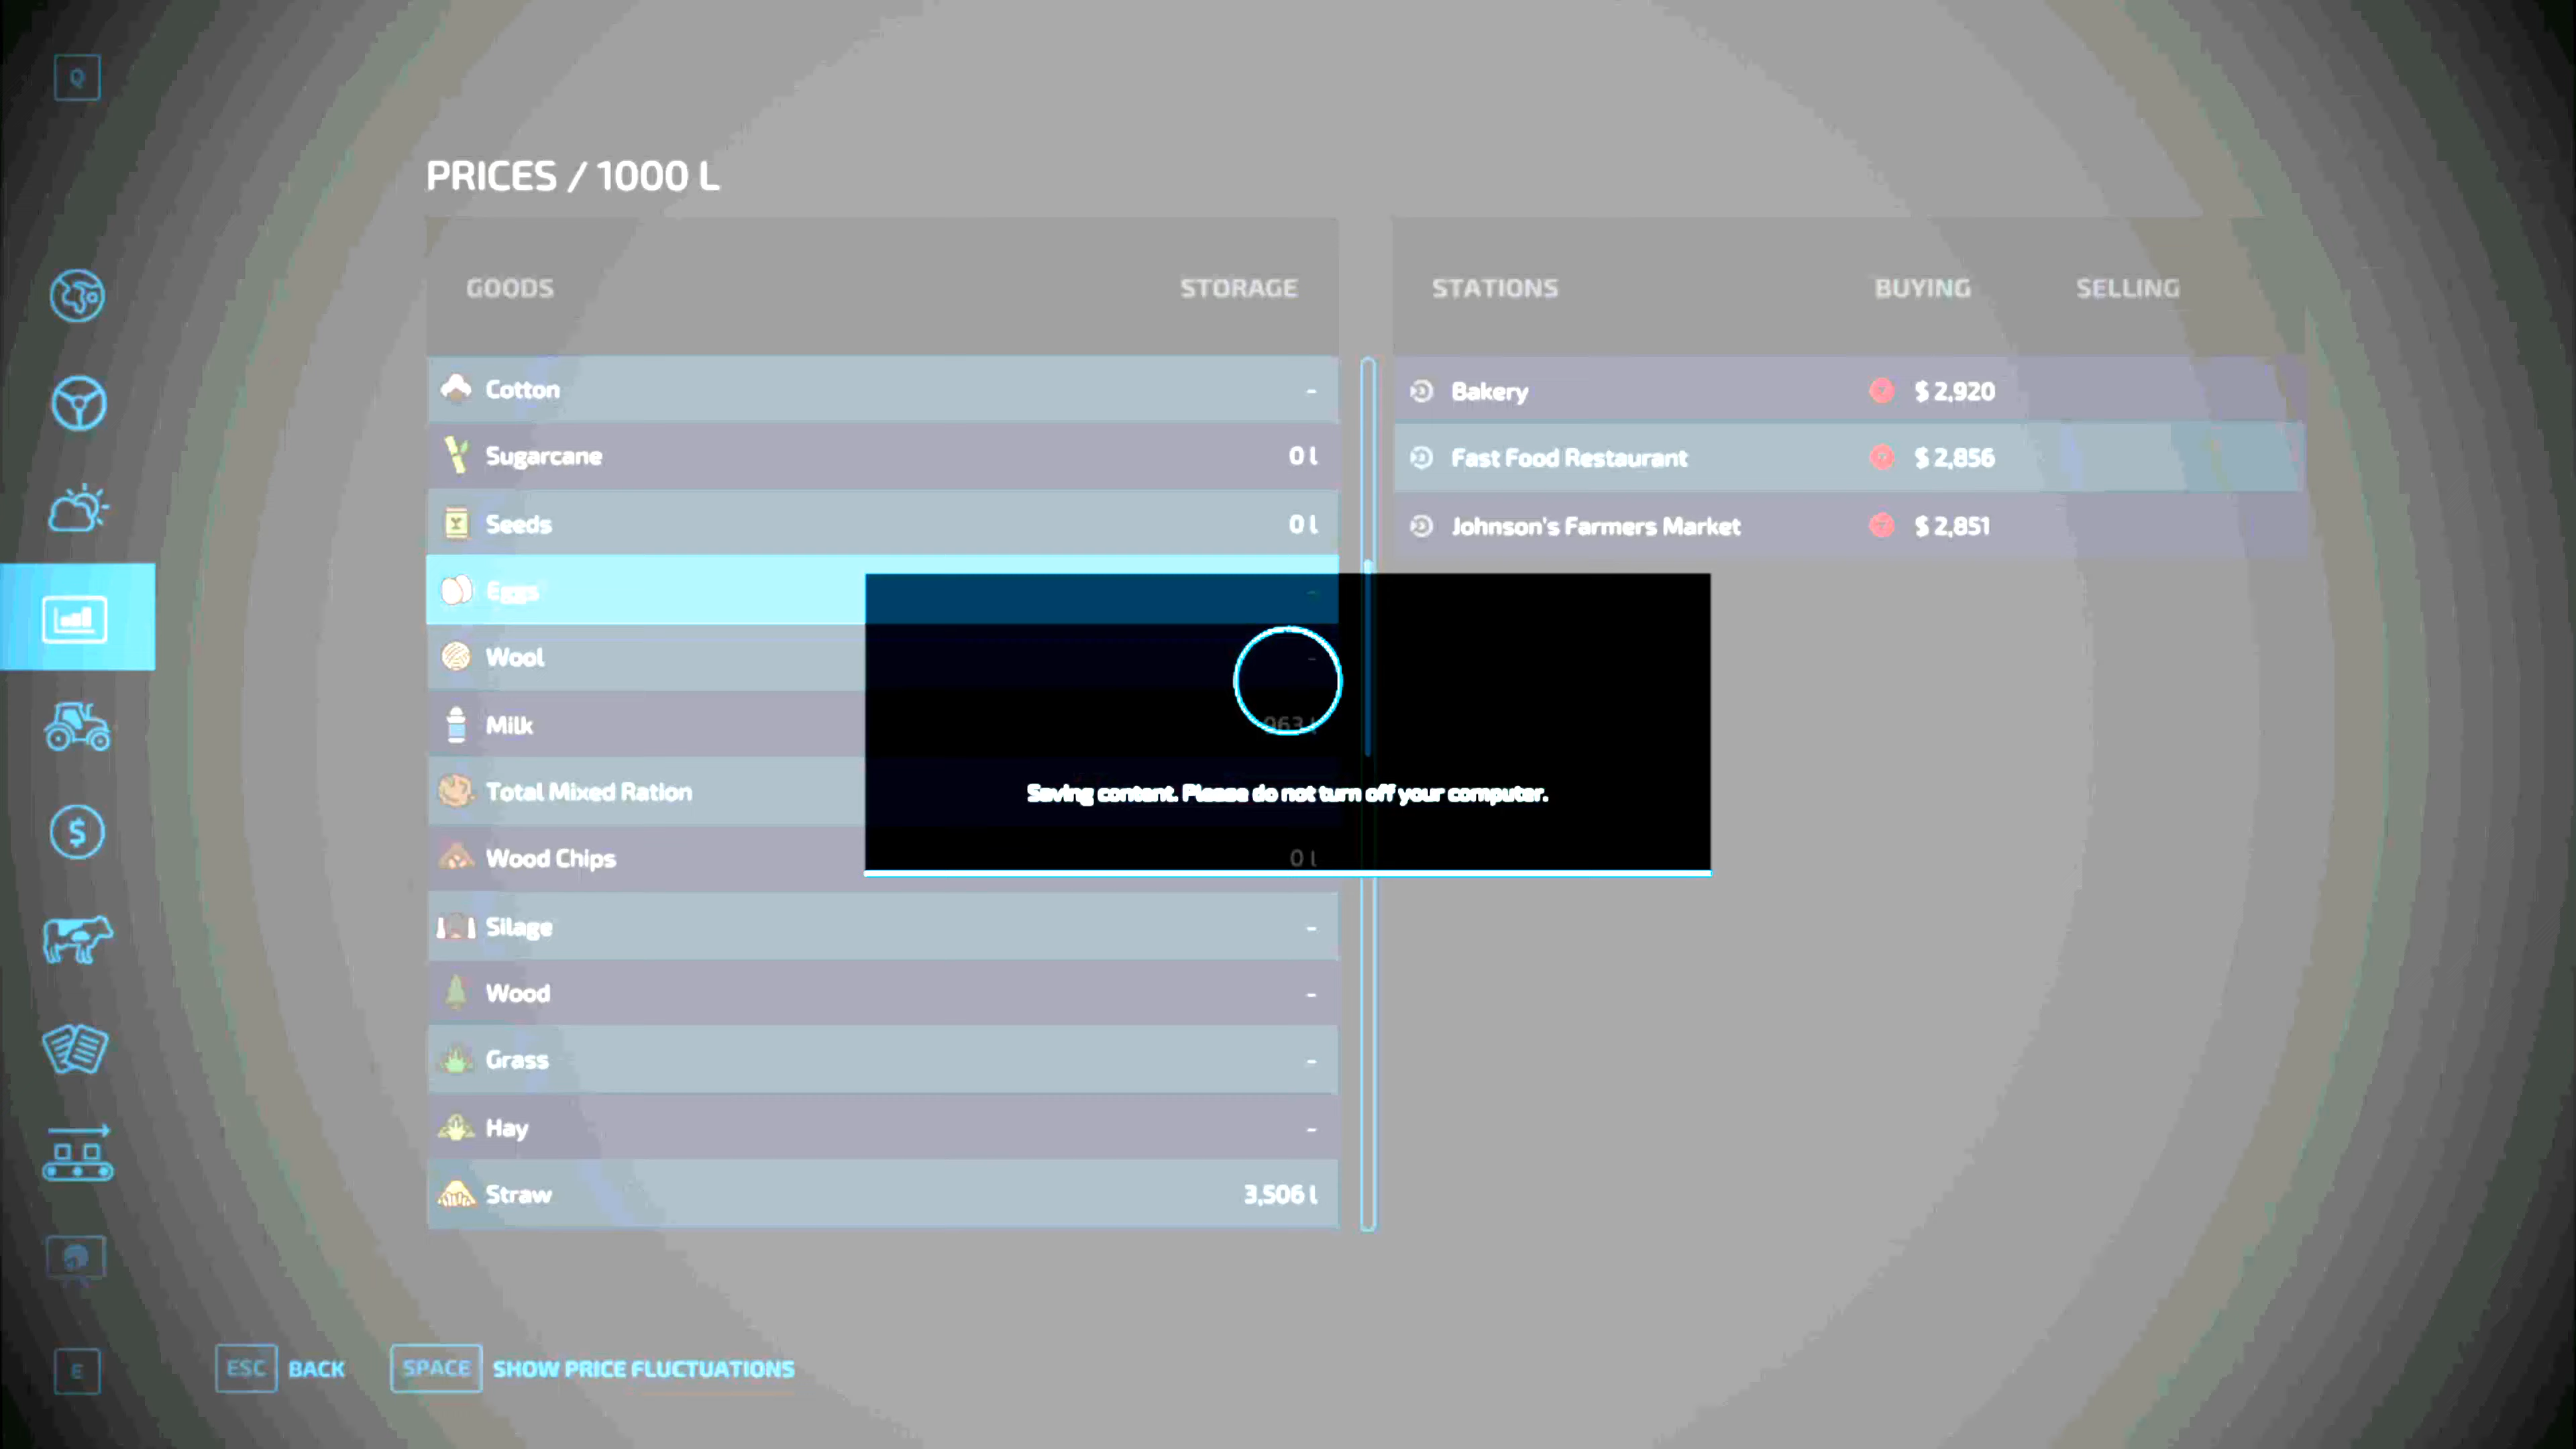 Q
PRICES / 1000 L
GOODS STORAGE
STATIONS BUYING SELLING
Cotton -
Sugarcane 0 l
Seeds 0 l
Eggs -
Wool -
Milk 963 l
Total Mixed Ration
Wood Chips 0 l
Silage -
Wood -
Grass -
Hay -
Straw 3,506 l
Bakery $ 2,920
Fast Food Restaurant $ 2,856
Johnson's Farmers Market $ 2,851
Saving content. Please do not turn off your computer.
E
ESC BACK SPACE SHOW PRICE FLUCTUATIONS